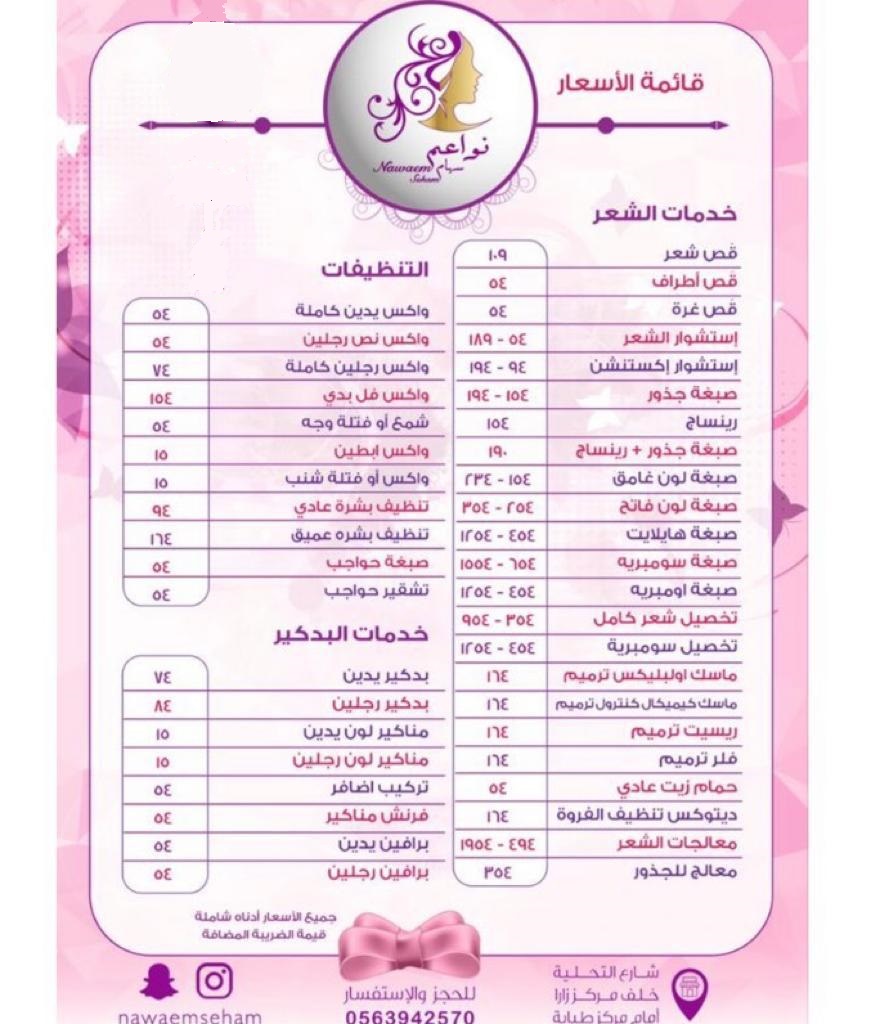 قائمة الأسعار
نواعم
سهام
Nawaem
Seham
خدمات الشعر
قص شعر ١٠٩
قص أطراف ٥٤
قص غرة ٥٤
إستشوار الشعر ٥٤ - ١٨٩
إستشوار إكستنشن ٩٤ - ١٩٤
صبغة جذور ١٥٤ - ١٩٤
رينساج ١٥٤
صبغة جذور + رينساج ١٩٠
صبغة لون غامق ١٥٤ - ٢٣٤
صبغة لون فاتح ٢٥٤ - ٣٥٤
صبغة هايلايت ٤٥٤ - ١٢٥٤
صبغة سومبريه ٦٥٤ - ١٥٥٤
صبغة اومبريه ٤٥٤ - ١٢٥٤
تخصيل شعر كامل ٣٥٤ - ٩٥٤
تخصيل سومبرية ٤٥٤ - ١٢٥٤
ماسك اولبليكس ترميم ١٦٤
ماسك كيميكال كنترول ترميم ١٦٤
ريسيت ترميم ١٦٤
فلر ترميم ١٦٤
حمام زيت عادي ٥٤
ديتوكس تنظيف الفروة ١٦٤
معالجات الشعر ٤٩٤ - ١٩٥٤
معالج للجذور ٣٥٤
التنظيفات
واكس يدين كاملة ٥٤
واكس نص رجلين ٥٤
واكس رجلين كاملة ٧٤
واكس فل بدي ١٥٤
شمع أو فتلة وجه ٥٤
واكس ابطين ١٥
واكس أو فتلة شنب ١٥
تنظيف بشرة عادي ٩٤
تنظيف بشره عميق ١٦٤
صبغة حواجب ٥٤
تشقير حواجب ٥٤
خدمات البدكير
بدكير يدين ٧٤
بدكير رجلين ٨٤
مناكير لون يدين ١٥
مناكير لون رجلين ١٥
تركيب اضافر ٥٤
فرنش مناكير ٥٤
برافين يدين ٥٤
برافين رجلين ٥٤
جميع الأسعار أدناه شاملة
قيمة الضريبة المضافة
شارع التحلية
خلف مركز زارا
أمام مركز طبابة
للحجز والإستفسار
0563942570
nawaemseham